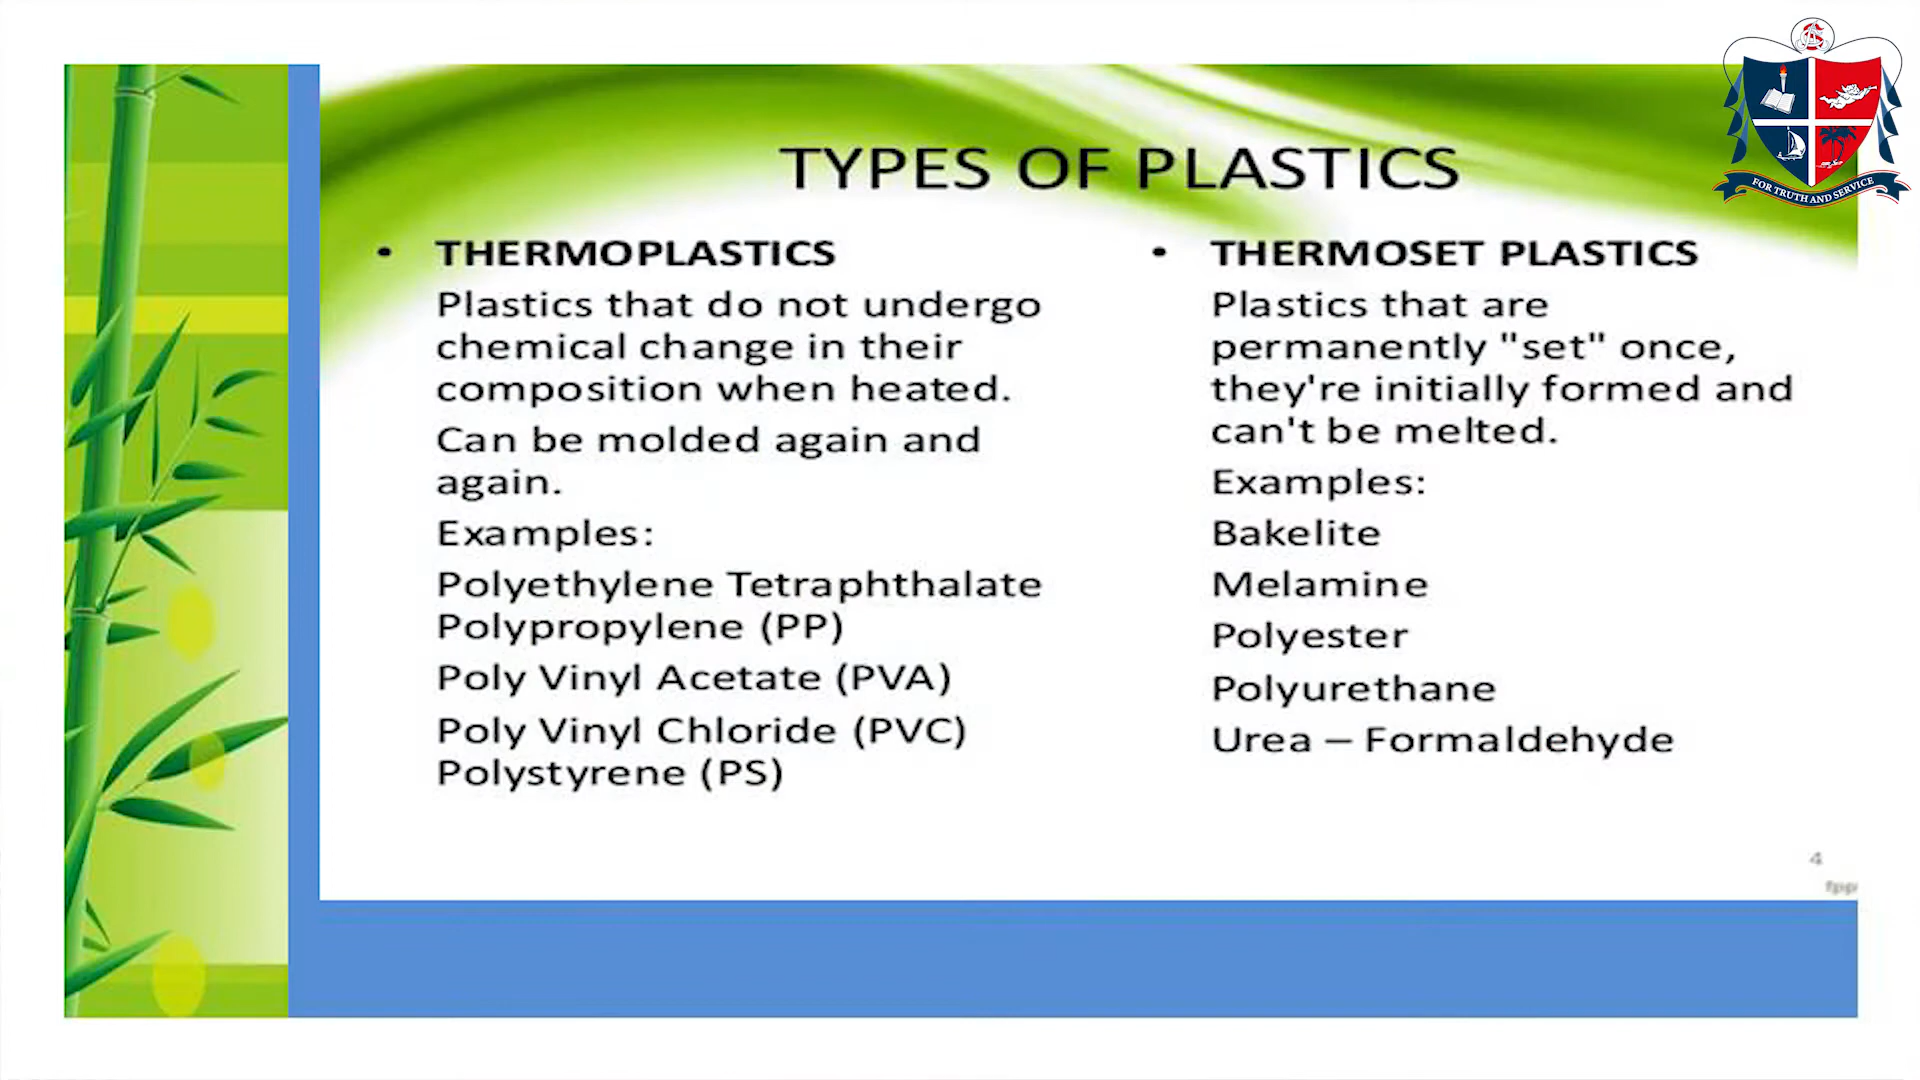 TYPES OF PLASTICS
• THERMOPLASTICS
Plastics that do not undergo
chemical change in their
composition when heated.
Can be molded again and
again.
Examples:
Polyethylene Tetraphthalate
Polypropylene (PP)
Poly Vinyl Acetate (PVA)
Poly Vinyl Chloride (PVC)
Polystyrene (PS)
• THERMOSET PLASTICS
Plastics that are
permanently "set" once,
they're initially formed and
can't be melted.
Examples:
Bakelite
Melamine
Polyester
Polyurethane
Urea – Formaldehyde
4
FOR TRUTH AND SERVICE